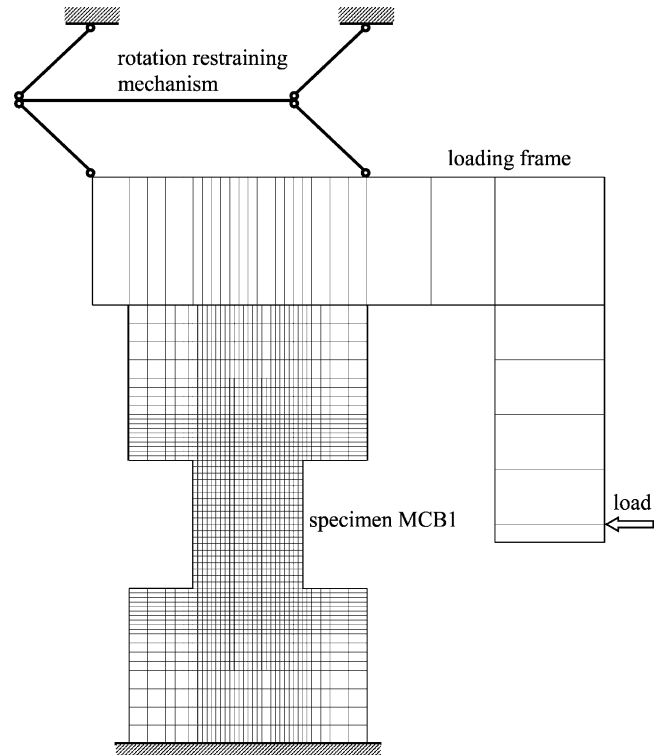 rotation restraining
mechanism
loading frame
load
specimen MCB1